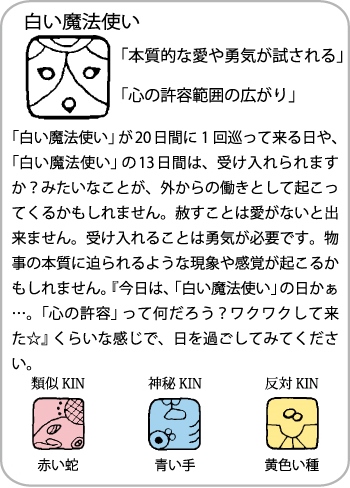 白い魔法使い
「本質的な愛や勇気が試される」
「心の許容範囲の広がり」
「白い魔法使い」が20日間に1回巡って来る日や、
「白い魔法使い」の13日間は、受け入れられます
か？みたいなことが、外からの働きとして起こっ
てくるかもしれません。赦すことは愛がないと出
来ません。受け入れることは勇気が必要です。物
事の本質に迫られるような現象や感覚が起こるか
もしれません。『今日は、「白い魔法使い」の日かぁ
…。「心の許容」って何だろう？ワクワクして来
た☆』くらいな感じで、日を過ごしてみてくださ
い。
類似 KIN 神秘 KIN 反対 KIN
赤い蛇 青い手 黄色い種